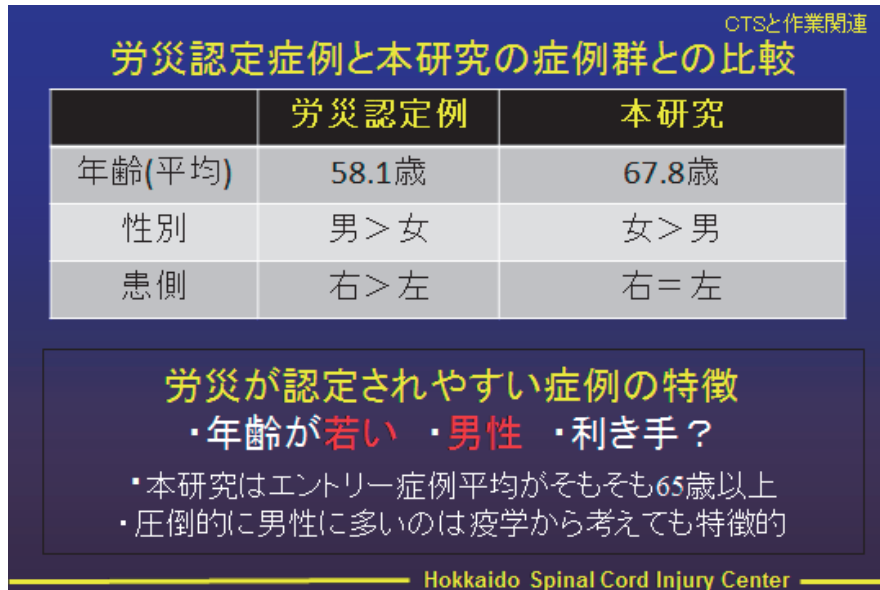 CTSと作業関連
労災認定症例と本研究の症例群との比較
労災認定例 本研究
年齢(平均) 58.1歳 67.8歳
性別 男＞女 女＞男
患側 右＞左 右＝左
労災が認定されやすい症例の特徴
・年齢が若い ・男性 ・利き手？
・本研究はエントリー症例平均がそもそも65歳以上
・圧倒的に男性に多いのは疫学から考えても特徴的
Hokkaido Spinal Cord Injury Center